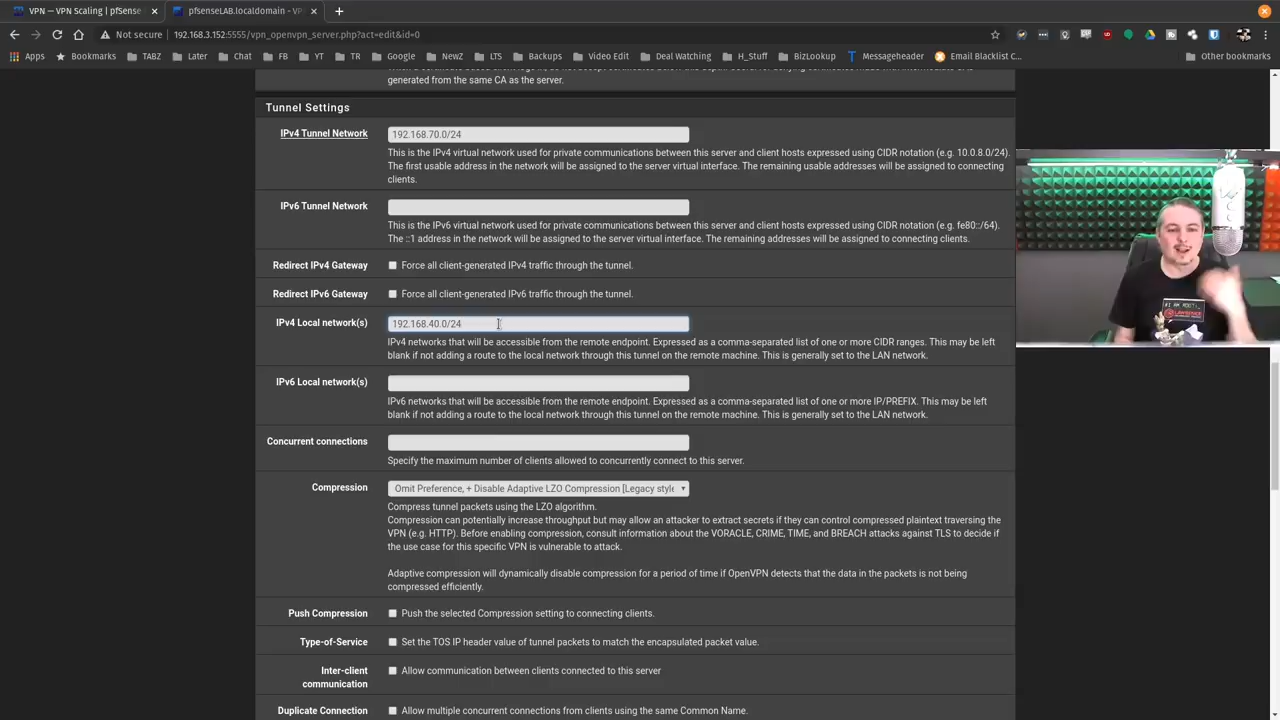 VPN — VPN Scaling | pfSense
pfsenseLAB.localdomain - VP
Not secure
192.168.3.152:5555/vpn_openvpn_server.php?act=edit&id=0
Apps
Bookmarks
TABZ
Later
Chat
FB
YT
TR
Google
NewZ
LTS
Backups
Video Edit
Deal Watching
H_Stuff
BizLookup
Messageheader
Email Blacklist C...
Other bookmarks
generated from the same CA as the server.
Tunnel Settings
IPv4 Tunnel Network
192.168.70.0/24
This is the IPv4 virtual network used for private communications between this server and client hosts expressed using CIDR notation (e.g. 10.0.8.0/24).
The first usable address in the network will be assigned to the server virtual interface. The remaining usable addresses will be assigned to connecting
clients.
IPv6 Tunnel Network
This is the IPv6 virtual network used for private communications between this server and client hosts expressed using CIDR notation (e.g. fe80::/64).
The ::1 address in the network will be assigned to the server virtual interface. The remaining addresses will be assigned to connecting clients.
Redirect IPv4 Gateway
Force all client-generated IPv4 traffic through the tunnel.
Redirect IPv6 Gateway
Force all client-generated IPv6 traffic through the tunnel.
IPv4 Local network(s)
192.168.40.0/24
IPv4 networks that will be accessible from the remote endpoint. Expressed as a comma-separated list of one or more CIDR ranges. This may be left
blank if not adding a route to the local network through this tunnel on the remote machine. This is generally set to the LAN network.
IPv6 Local network(s)
IPv6 networks that will be accessible from the remote endpoint. Expressed as a comma-separated list of one or more IP/PREFIX. This may be left
blank if not adding a route to the local network through this tunnel on the remote machine. This is generally set to the LAN network.
Concurrent connections
Specify the maximum number of clients allowed to concurrently connect to this server.
Compression
Omit Preference, + Disable Adaptive LZO Compression [Legacy style
Compress tunnel packets using the LZO algorithm.
Compression can potentially increase throughput but may allow an attacker to extract secrets if they can control compressed plaintext traversing the
VPN (e.g. HTTP). Before enabling compression, consult information about the VORACLE, CRIME, TIME, and BREACH attacks against TLS to decide if
the use case for this specific VPN is vulnerable to attack.
Adaptive compression will dynamically disable compression for a period of time if OpenVPN detects that the data in the packets is not being
compressed efficiently.
Push Compression
Push the selected Compression setting to connecting clients.
Type-of-Service
Set the TOS IP header value of tunnel packets to match the encapsulated packet value.
Inter-client
communication
Allow communication between clients connected to this server
Duplicate Connection
Allow multiple concurrent connections from clients using the same Common Name.